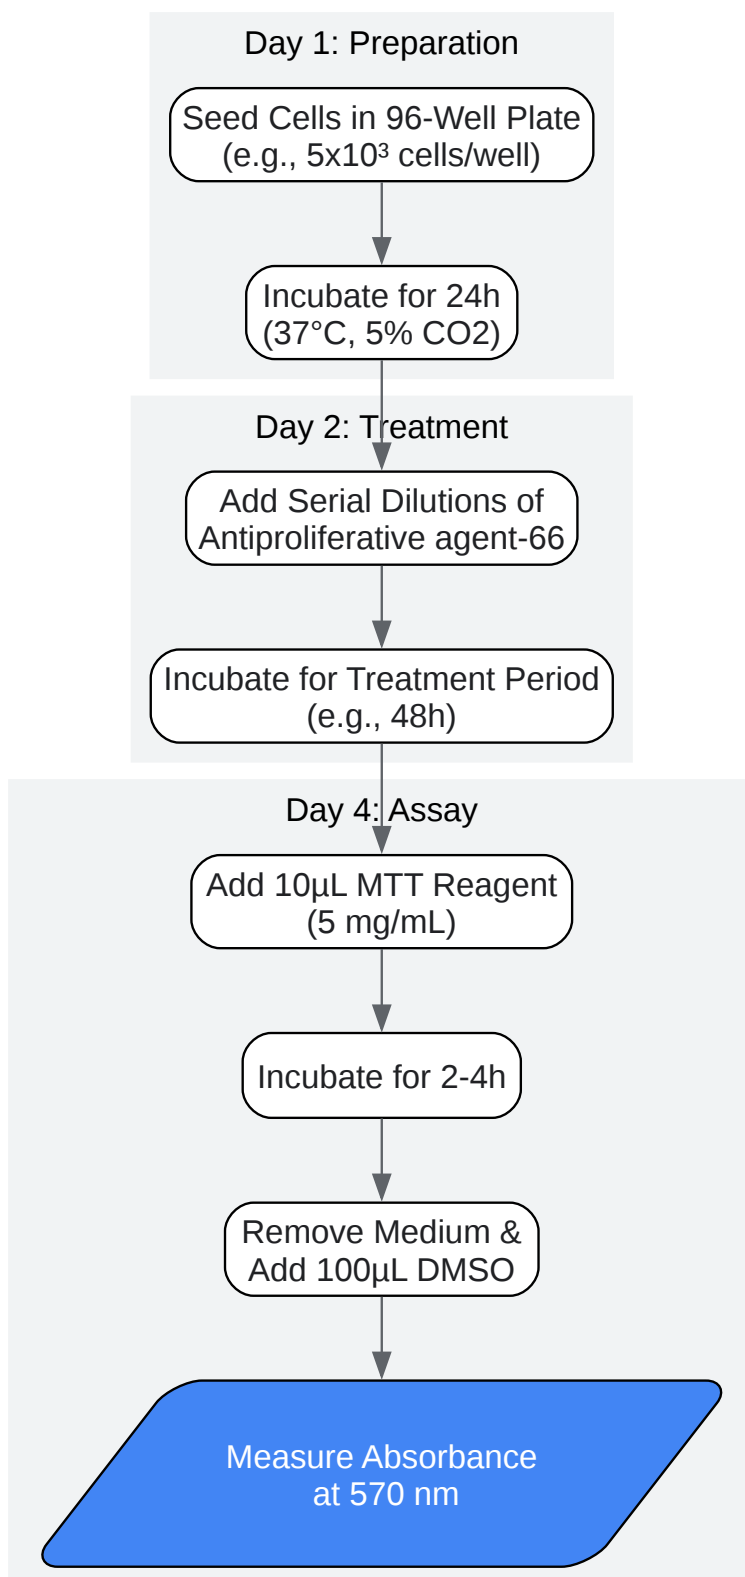 Day 1: Preparation
Seed Cells in 96-Well Plate
(e.g., 5x10³ cells/well)
Incubate for 24h
(37°C, 5% CO2)
Day 2: Treatment
Add Serial Dilutions of
Antiproliferative agent-66
Incubate for Treatment Period
(e.g., 48h)
Day 4: Assay
Add 10µL MTT Reagent
(5 mg/mL)
Incubate for 2-4h
Remove Medium &
Add 100µL DMSO
Measure Absorbance
at 570 nm